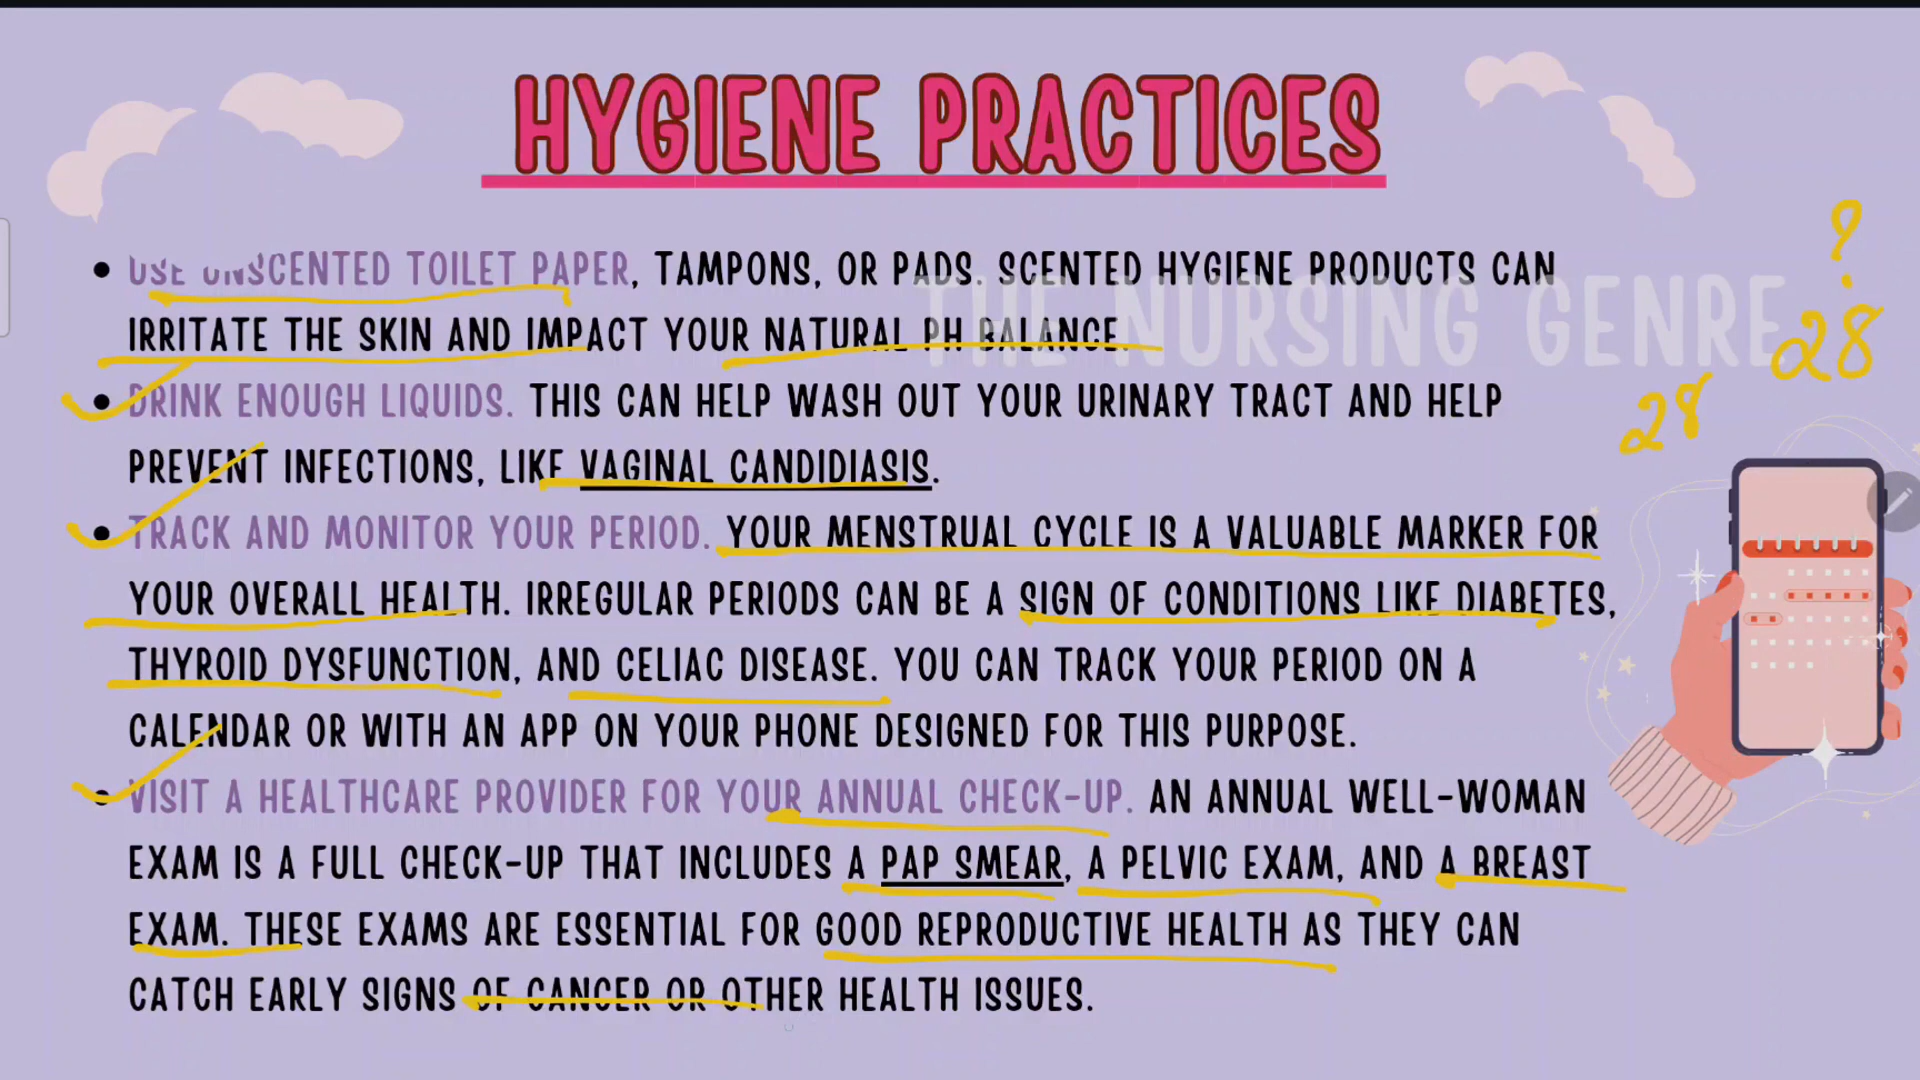 HYGIENE PRACTICES
• USE UNSCENTED TOILET PAPER, TAMPONS, OR PADS. SCENTED HYGIENE PRODUCTS CAN
IRRITATE THE SKIN AND IMPACT YOUR NATURAL PH BALANCE.
THE NURSING GENRE
?
28
28
• DRINK ENOUGH LIQUIDS. THIS CAN HELP WASH OUT YOUR URINARY TRACT AND HELP
PREVENT INFECTIONS, LIKE VAGINAL CANDIDIASIS.
• TRACK AND MONITOR YOUR PERIOD. YOUR MENSTRUAL CYCLE IS A VALUABLE MARKER FOR
YOUR OVERALL HEALTH. IRREGULAR PERIODS CAN BE A SIGN OF CONDITIONS LIKE DIABETES,
THYROID DYSFUNCTION, AND CELIAC DISEASE. YOU CAN TRACK YOUR PERIOD ON A
CALENDAR OR WITH AN APP ON YOUR PHONE DESIGNED FOR THIS PURPOSE.
• VISIT A HEALTHCARE PROVIDER FOR YOUR ANNUAL CHECK-UP. AN ANNUAL WELL-WOMAN
EXAM IS A FULL CHECK-UP THAT INCLUDES A PAP SMEAR, A PELVIC EXAM, AND A BREAST
EXAM. THESE EXAMS ARE ESSENTIAL FOR GOOD REPRODUCTIVE HEALTH AS THEY CAN
CATCH EARLY SIGNS OF CANCER OR OTHER HEALTH ISSUES.